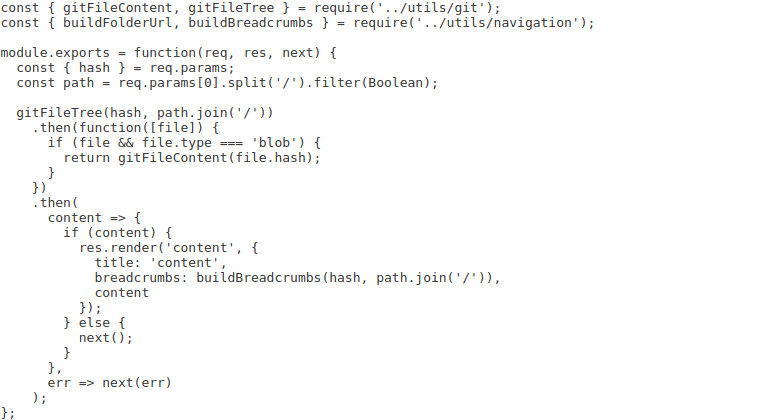 const { gitFileContent, gitFileTree } = require('../utils/git');
const { buildFolderUrl, buildBreadcrumbs } = require('../utils/navigation');

module.exports = function(req, res, next) {
  const { hash } = req.params;
  const path = req.params[0].split('/').filter(Boolean);

  gitFileTree(hash, path.join('/'))
    .then(function([file]) {
      if (file && file.type === 'blob') {
        return gitFileContent(file.hash);
      }
    })
    .then(
      content => {
        if (content) {
          res.render('content', {
            title: 'content',
            breadcrumbs: buildBreadcrumbs(hash, path.join('/')),
            content
          });
        } else {
          next();
        }
      },
      err => next(err)
    );
};